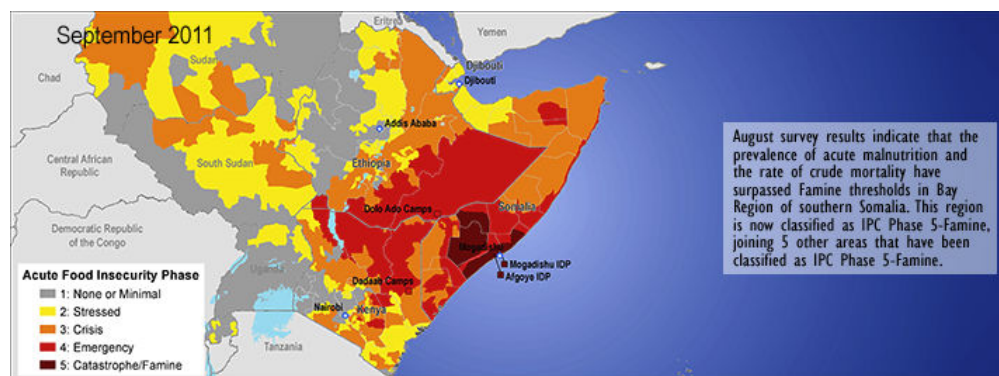 September 2011
Eritrea
Yemen
Sudan
Chad
Djibouti
Djibouti
Addis Ababa
Central African
Republic
South Sudan
Ethiopia
Dolo Ado Camps
Somalia
Democratic Republic
of the Congo
Mogadishu
Mogadishu IDP
Afgoye IDP
Uganda
Dadaab Camps
Nairobi
Kenya
Tanzania
Acute Food Insecurity Phase
1: None or Minimal
2: Stressed
3: Crisis
4: Emergency
5: Catastrophe/Famine
August survey results indicate that the
prevalence of acute malnutrition and
the rate of crude mortality have
surpassed Famine thresholds in Bay
Region of southern Somalia. This region
is now classified as IPC Phase 5-Famine,
joining 5 other areas that have been
classified as IPC Phase 5-Famine.